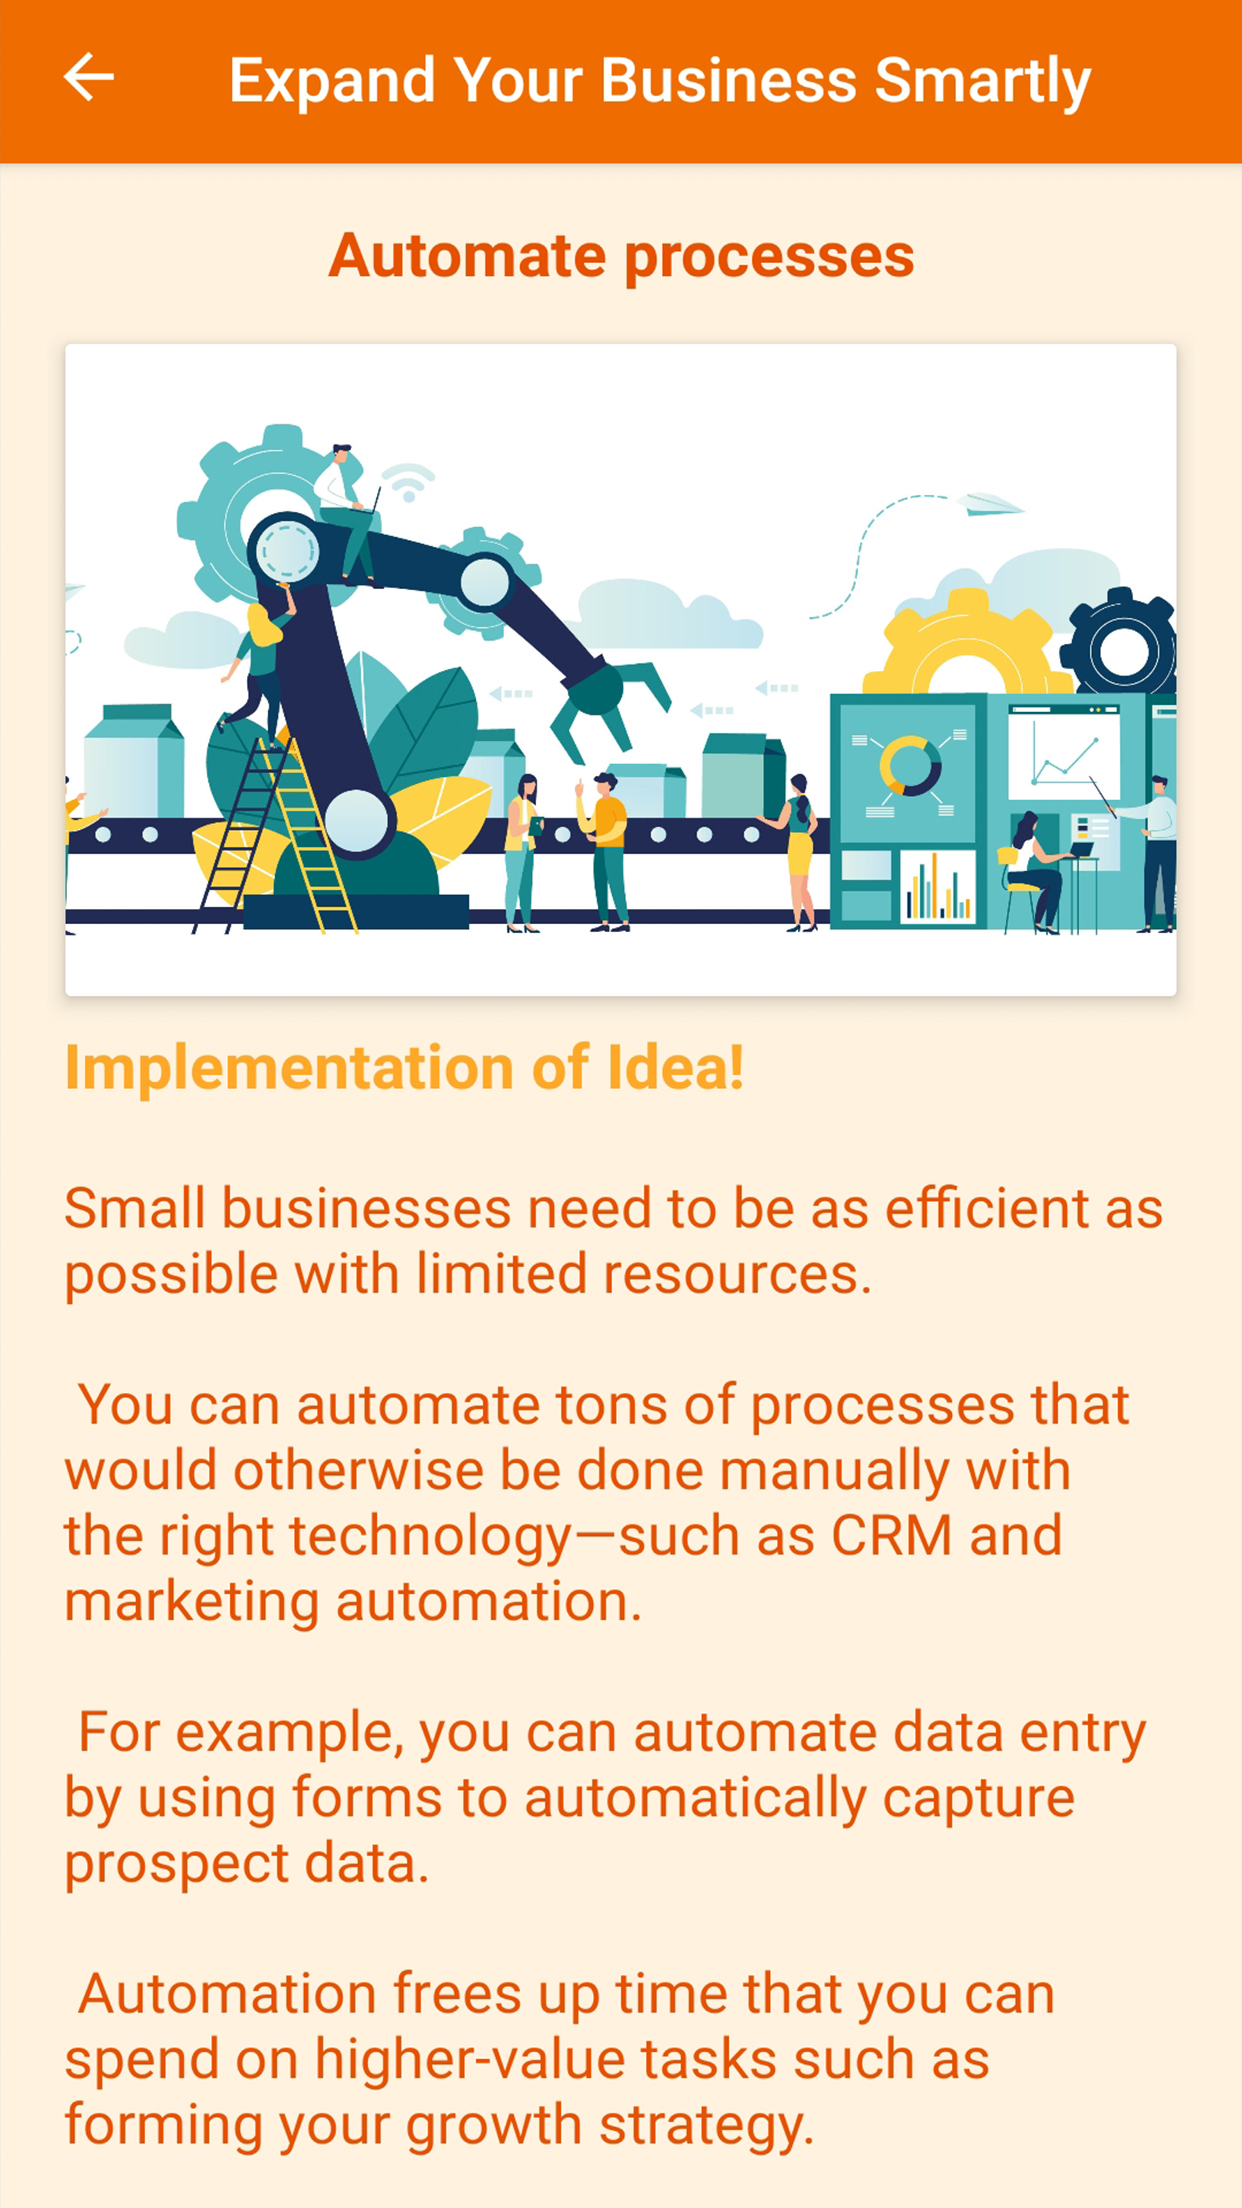 Expand Your Business Smartly
Automate processes
Implementation of Idea!
Small businesses need to be as efficient as
possible with limited resources.
You can automate tons of processes that
would otherwise be done manually with
the right technology—such as CRM and
marketing automation.
For example, you can automate data entry
by using forms to automatically capture
prospect data.
Automation frees up time that you can
spend on higher-value tasks such as
forming your growth strategy.